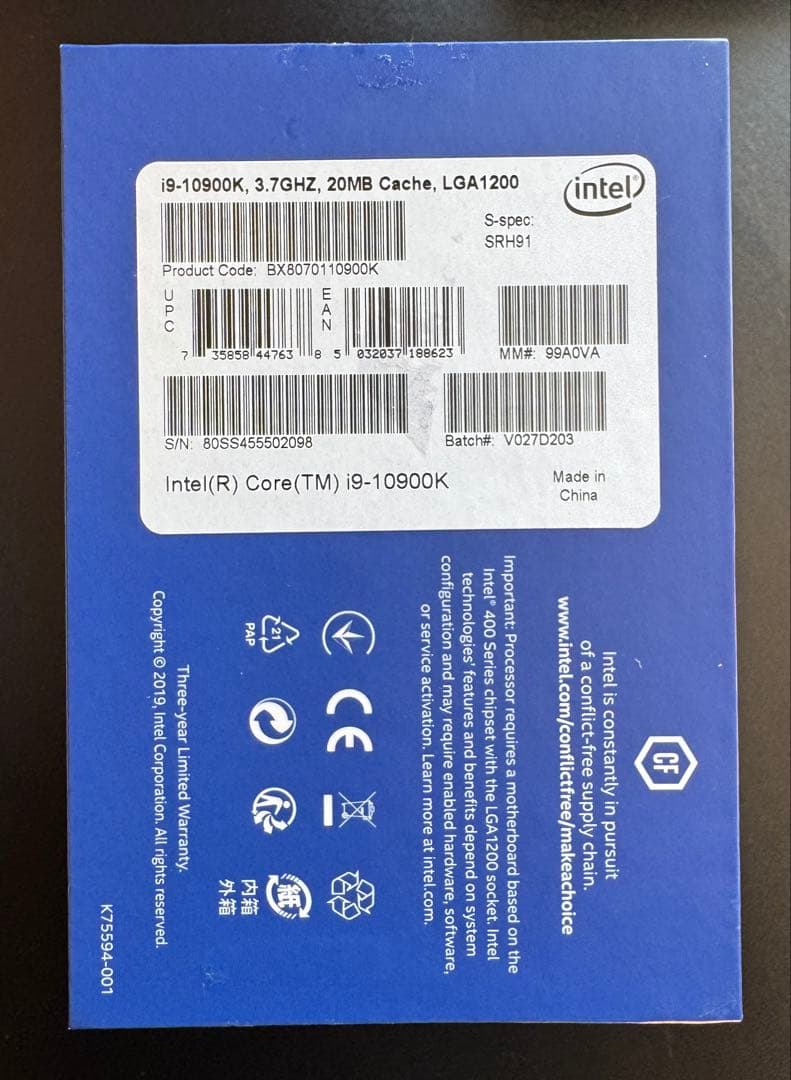 i9-10900K, 3.7GHZ, 20MB Cache, LGA1200
intel
S-spec:
SRH91
Product Code: BX8070110900K
UPC
7 35858 44763 8
EAN
5 032037 188623
MM#: 99A0VA
S/N: 80SS455502098
Batch#: V027D203
Intel(R) Core(TM) i9-10900K
Made in
China
CF
Intel is constantly in pursuit
of a conflict-free supply chain.
www.intel.com/conflictfree/makeachoice
Important: Processor requires a motherboard based on the
Intel® 400 Series chipset with the LGA1200 socket. Intel
technologies' features and benefits depend on system
configuration and may require enabled hardware, software,
or service activation. Learn more at intel.com.
CE
21
PAP
紙
内箱
外箱
Three-year Limited Warranty.
Copyright © 2019, Intel Corporation. All rights reserved.
K75594-001